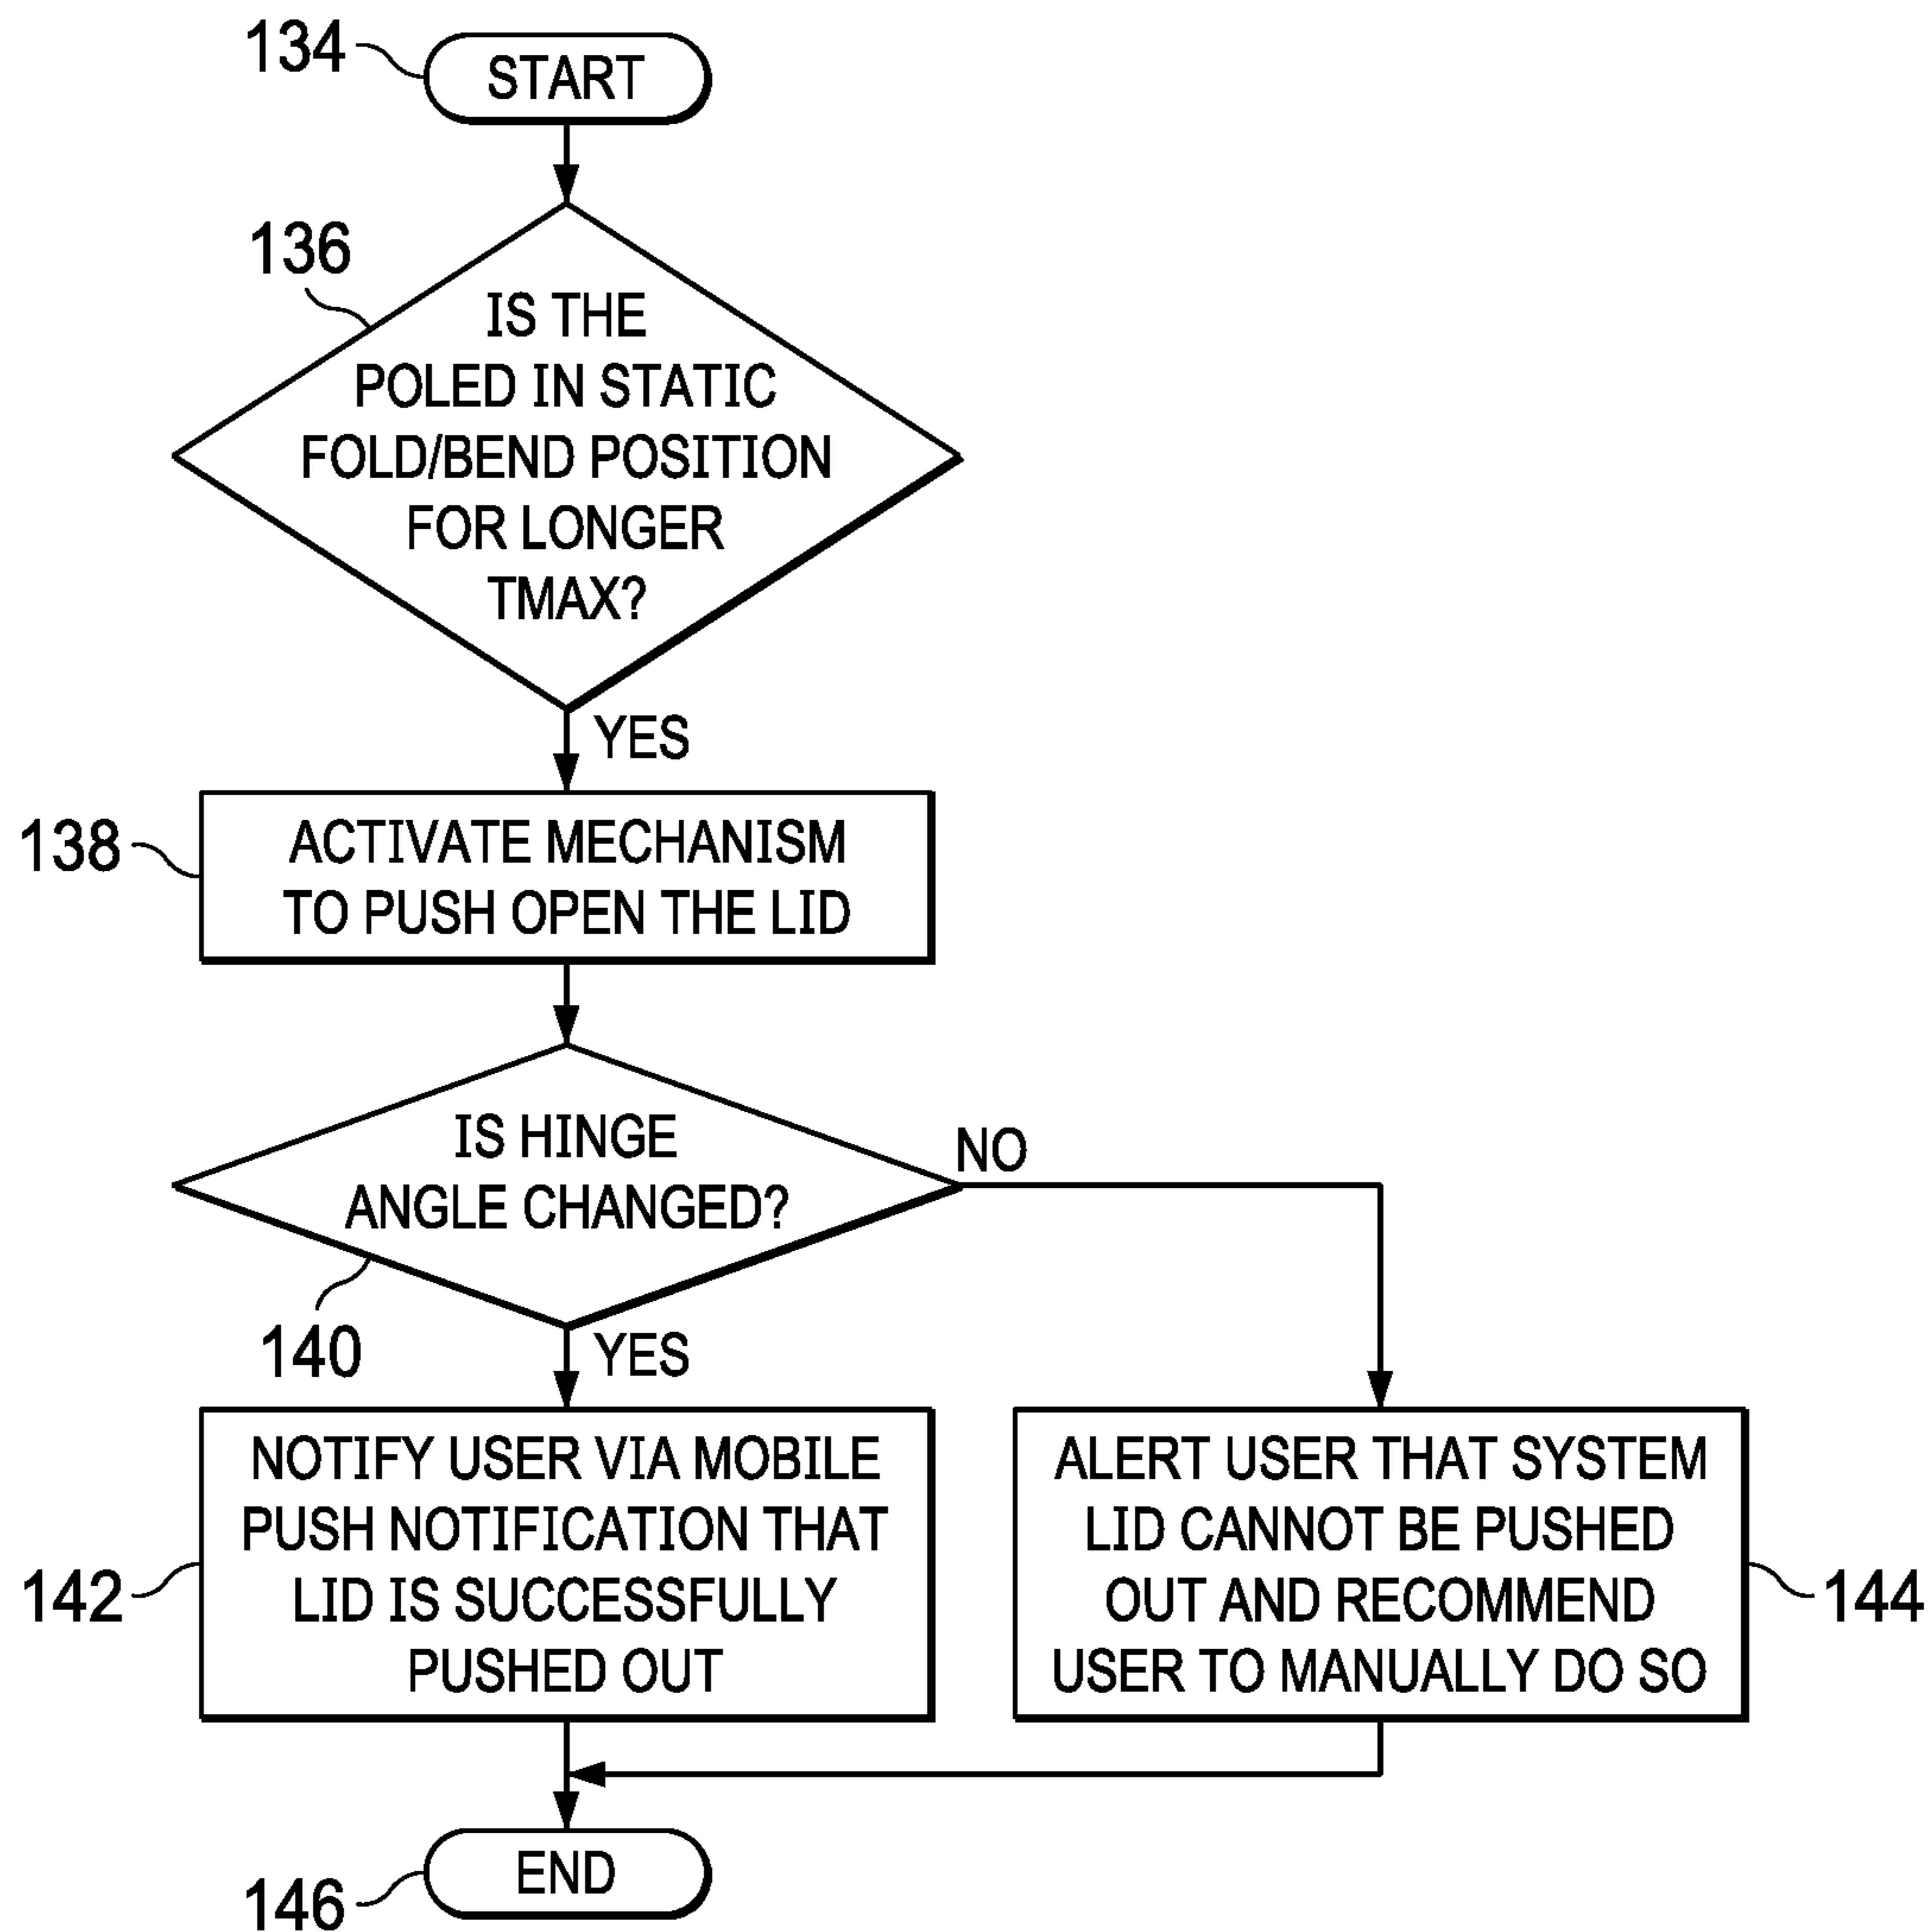 134
START
136
IS THE
POLED IN STATIC
FOLD/BEND POSITION
FOR LONGER
TMAX?
YES
138
ACTIVATE MECHANISM
TO PUSH OPEN THE LID
IS HINGE
ANGLE CHANGED?
NO
140
YES
NOTIFY USER VIA MOBILE
PUSH NOTIFICATION THAT
LID IS SUCCESSFULLY
PUSHED OUT
142
ALERT USER THAT SYSTEM
LID CANNOT BE PUSHED
OUT AND RECOMMEND
USER TO MANUALLY DO SO
144
END
146